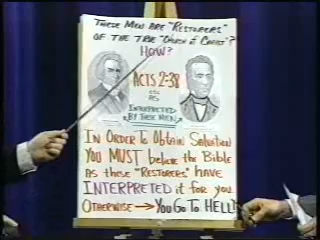 THESE MEN ARE "RESTORERS"
OF THE TRUE "CHURCH of CHRIST"?
HOW?
ACTS 2:38
etc
AS
INTERPRETED
BY THESE MEN
IN ORDER TO OBTAIN SALVATION
YOU MUST believe THE BIBLE
AS these "RESTORERS" HAVE
INTERPRETED it for you
OTHERWISE → YOU GO TO HELL!